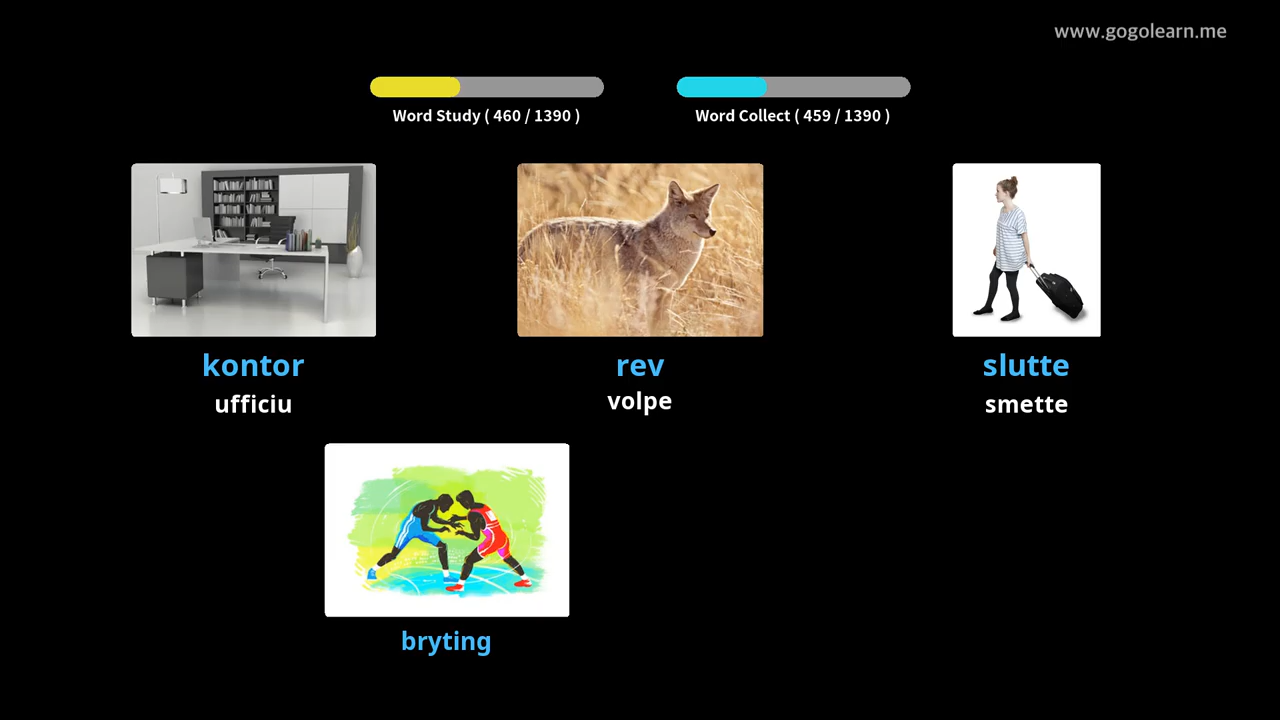 www.gogolearn.me
Word Study ( 460 / 1390 )
Word Collect ( 459 / 1390 )
kontor
rev
slutte
ufficiu
volpe
smette
bryting